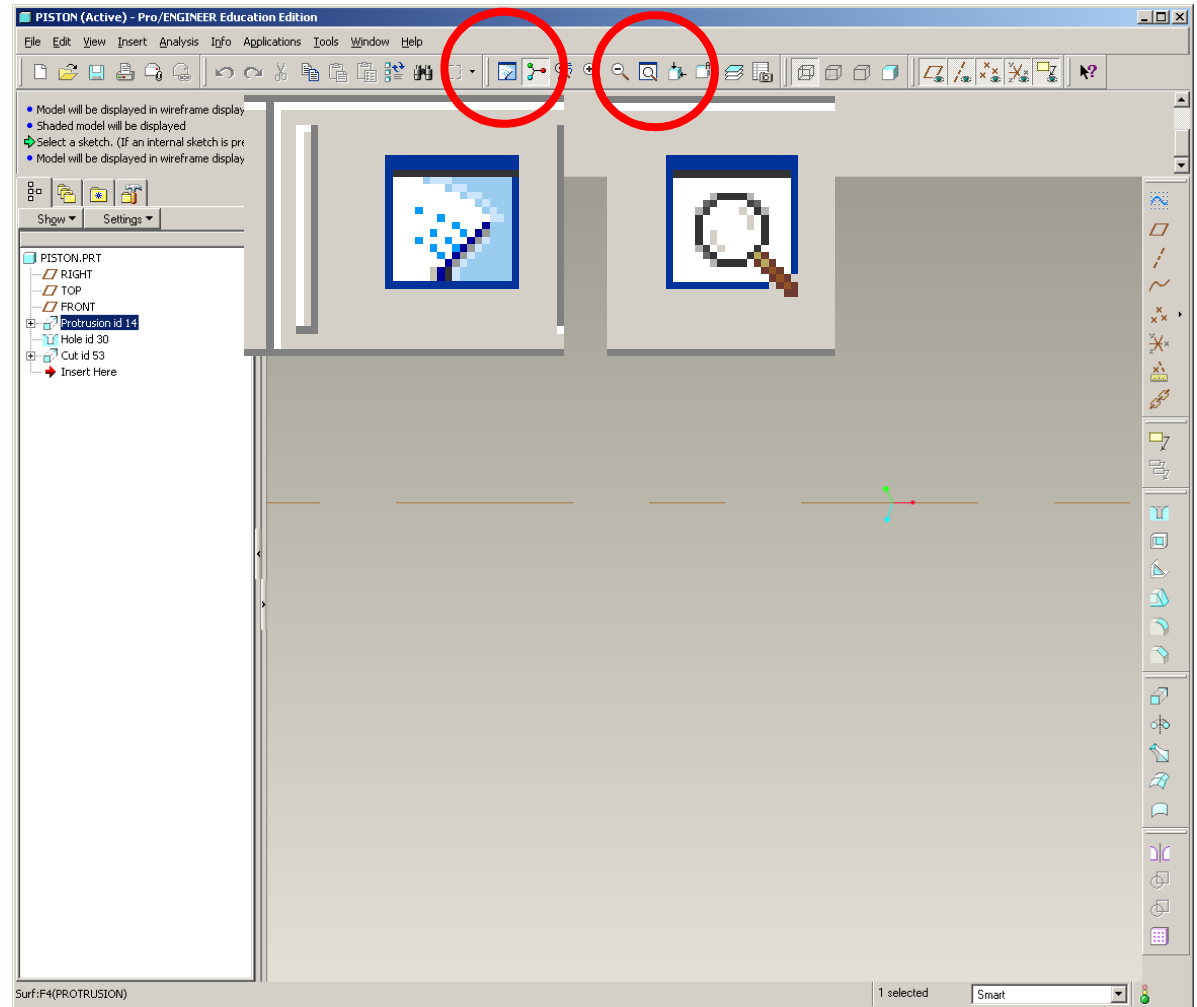 PISTON (Active) - Pro/ENGINEER Education Edition
File Edit View Insert Analysis Info Applications Tools Window Help
Model will be displayed in wireframe display
Shaded model will be displayed
Select a sketch. (If an internal sketch is pre
Model will be displayed in wireframe display
Show Settings
PISTON.PRT
RIGHT
TOP
FRONT
Protrusion id 14
Hole id 30
Cut id 53
Insert Here
Surf:F4(PROTRUSION)
1 selected
Smart